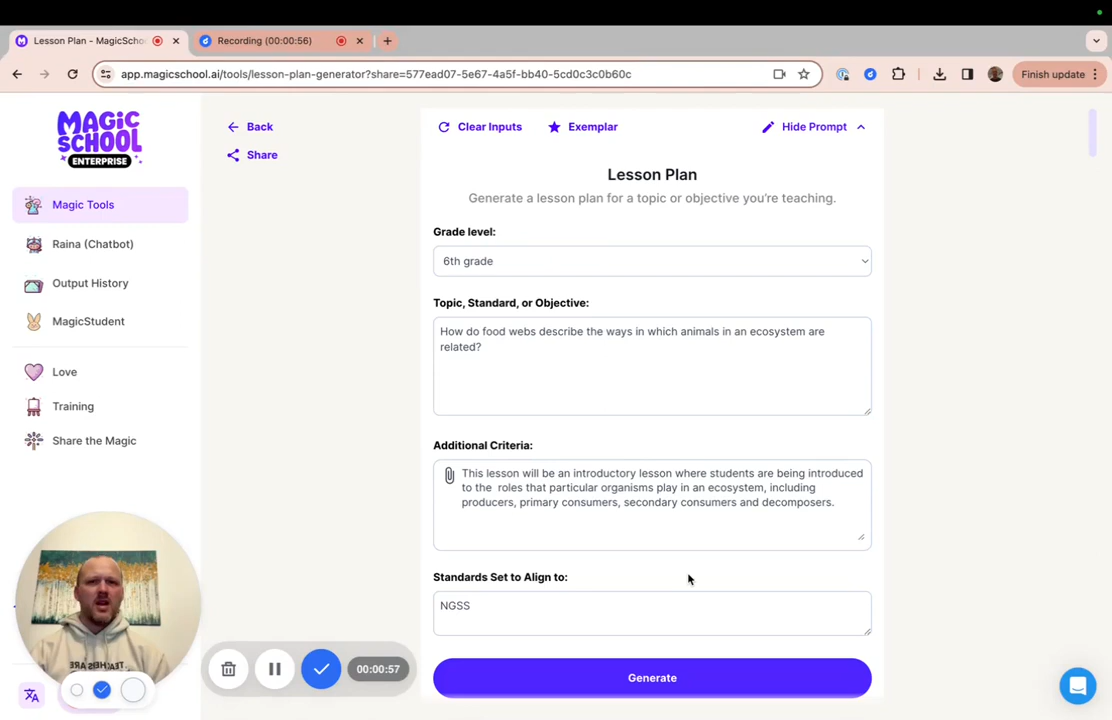 Lesson Plan - MagicSchoo
Recording (00:00:56)
app.magicschool.ai/tools/lesson-plan-generator?share=577ead07-5e67-4a5f-bb40-5cd0c3c0b60c
Finish update
MAGIC
SCHOOL
ENTERPRISE
Magic Tools
Raina (Chatbot)
Output History
MagicStudent
Love
Training
Share the Magic
Back
Share
Clear Inputs
Exemplar
Hide Prompt
Lesson Plan
Generate a lesson plan for a topic or objective you're teaching.
Grade level:
6th grade
Topic, Standard, or Objective:
How do food webs describe the ways in which animals in an ecosystem are
related?
Additional Criteria:
This lesson will be an introductory lesson where students are being introduced
to the roles that particular organisms play in an ecosystem, including
producers, primary consumers, secondary consumers and decomposers.
Standards Set to Align to:
NGSS
Generate
00:00:57